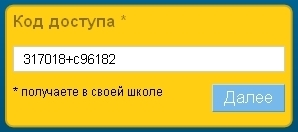 Код доступа *
317018+c96182
* получаете в своей школе
Далее